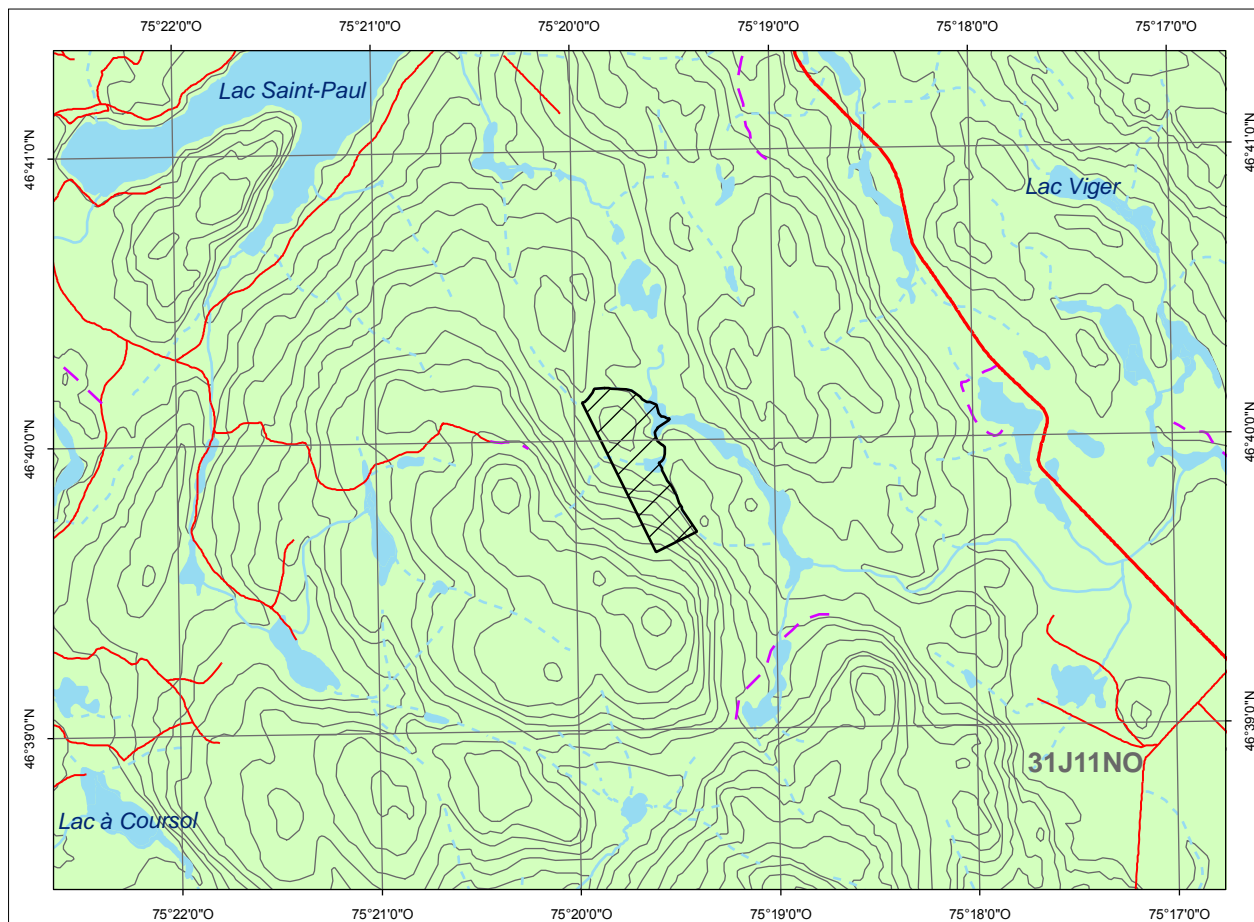 75°22'0"O
75°21'0"O
75°20'0"O
75°19'0"O
75°18'0"O
75°17'0"O
Lac Saint-Paul
46°41'0"N
46°41'0"N
Lac Viger
46°40'0"N
46°40'0"N
46°39'0"N
46°39'0"N
31J11NO
Lac à Coursol
75°22'0"O
75°21'0"O
75°20'0"O
75°19'0"O
75°18'0"O
75°17'0"O